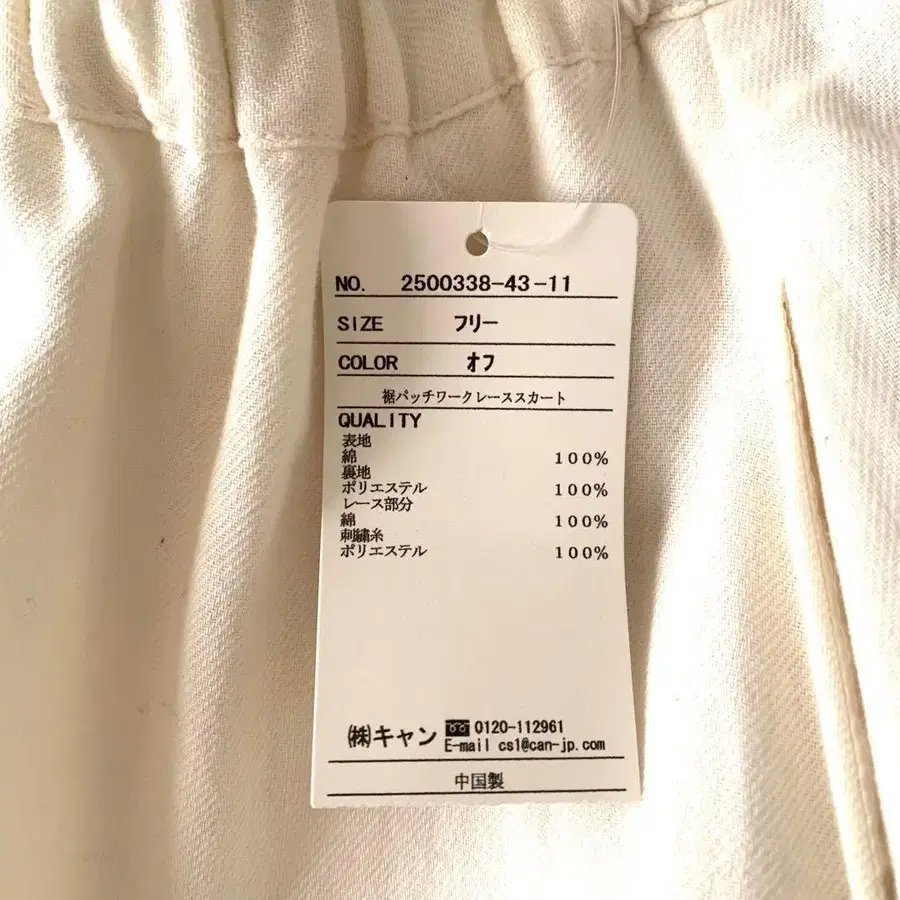 NO. 2500338-43-11
SIZE フリー
COLOR オフ
裾パッチワークレーススカート
QUALITY
表地
綿 100%
裏地
ポリエステル 100%
レース部分
綿 100%
刺繍糸
ポリエステル 100%
㈱キャン 0120-112961
E-mail cs1@can-jp.com
中国製